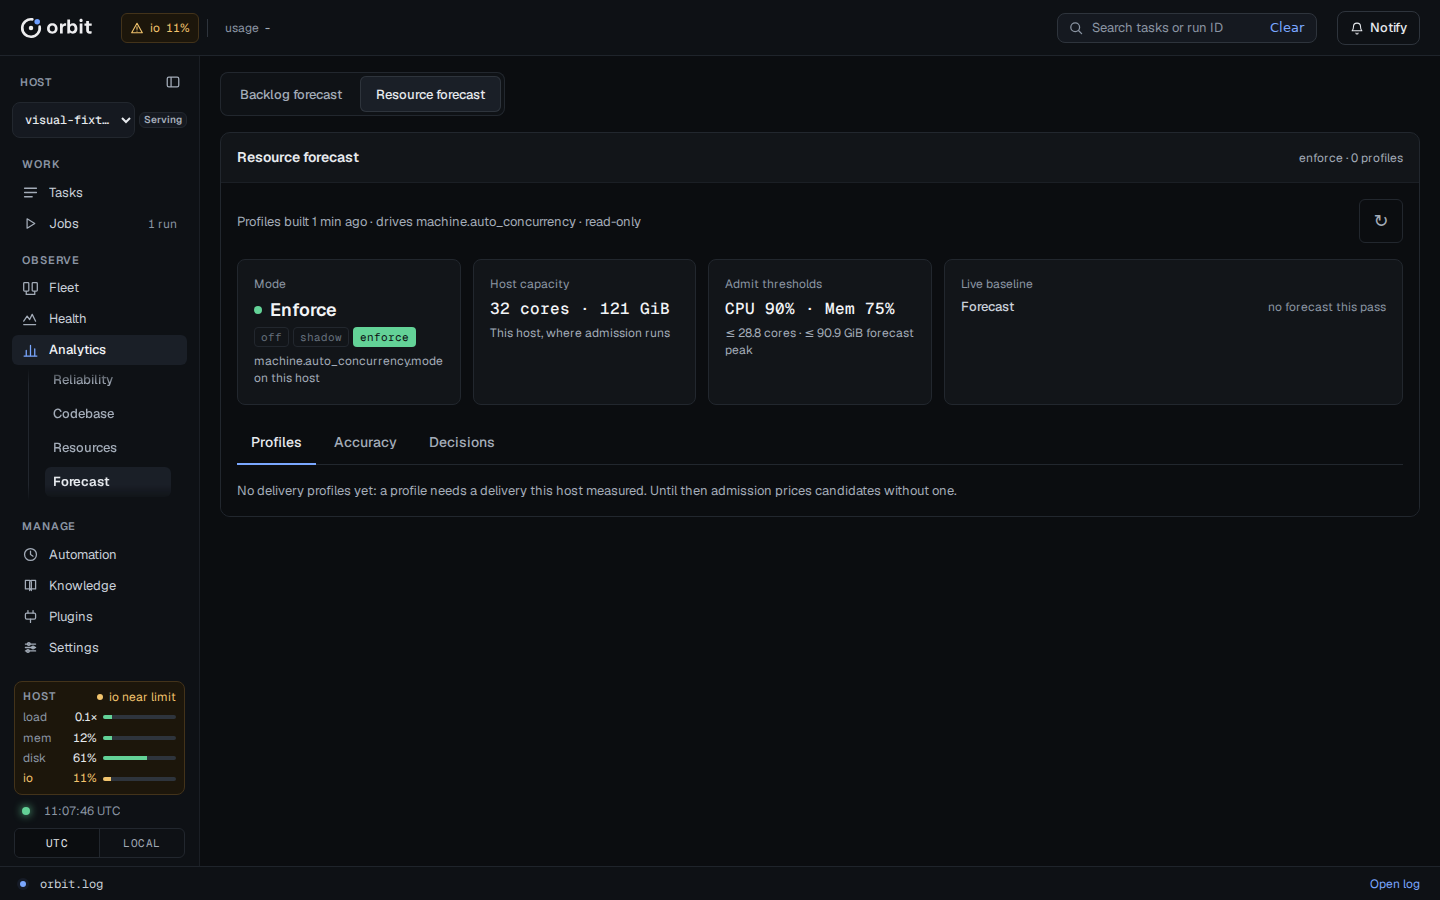 orbit
io 11%
usage -
Search tasks or run ID
Clear
Notify
HOST
visual-fixt…
Serving
WORK
Tasks
Jobs
1 run
OBSERVE
Fleet
Health
Analytics
Reliability
Codebase
Resources
Forecast
MANAGE
Automation
Knowledge
Plugins
Settings
HOST
io near limit
load 0.1×
mem 12%
disk 61%
io 11%
11:07:46 UTC
UTC
LOCAL
Backlog forecast
Resource forecast
Resource forecast
enforce · 0 profiles
Profiles built 1 min ago · drives machine.auto_concurrency · read-only
↻
Mode
Enforce
off shadow enforce
machine.auto_concurrency.mode
on this host
Host capacity
32 cores · 121 GiB
This host, where admission runs
Admit thresholds
CPU 90% · Mem 75%
≤ 28.8 cores · ≤ 90.9 GiB forecast
peak
Live baseline
Forecast
no forecast this pass
Profiles
Accuracy
Decisions
No delivery profiles yet: a profile needs a delivery this host measured. Until then admission prices candidates without one.
orbit.log
Open log